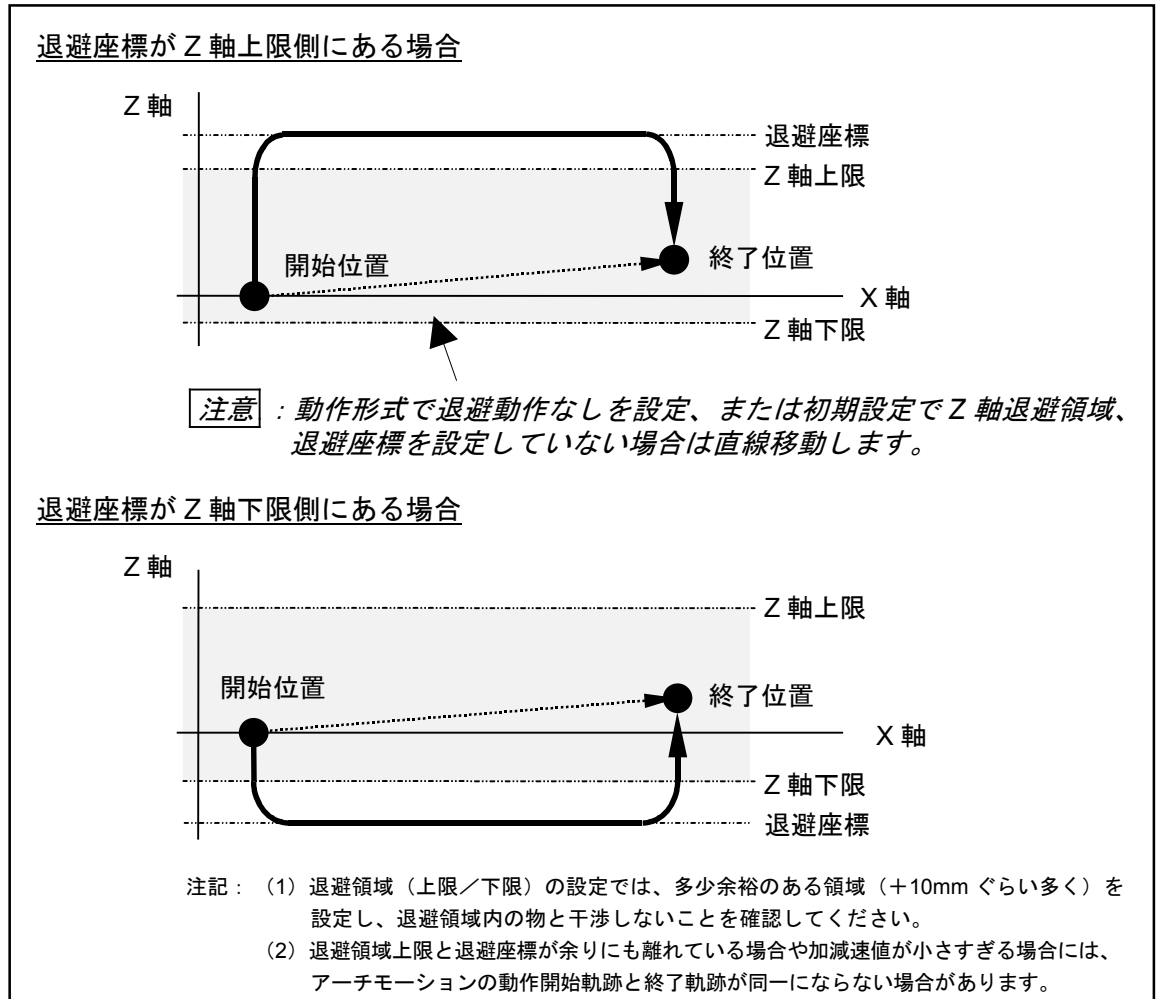 退避座標が Z 軸上限側にある場合
Z 軸
退避座標
Z 軸上限
開始位置
終了位置
X 軸
Z 軸下限
注意 : 動作形式で退避動作なしを設定、または初期設定で Z 軸退避領域、
退避座標を設定していない場合は直線移動します。
退避座標が Z 軸下限側にある場合
Z 軸
Z 軸上限
開始位置
終了位置
X 軸
Z 軸下限
退避座標
注記： （1）退避領域（上限／下限）の設定では、多少余裕のある領域（＋10mm ぐらい多く）を
設定し、退避領域内の物と干渉しないことを確認してください。
（2）退避領域上限と退避座標が余りにも離れている場合や加減速値が小さすぎる場合には、
アーチモーションの動作開始軌跡と終了軌跡が同一にならない場合があります。